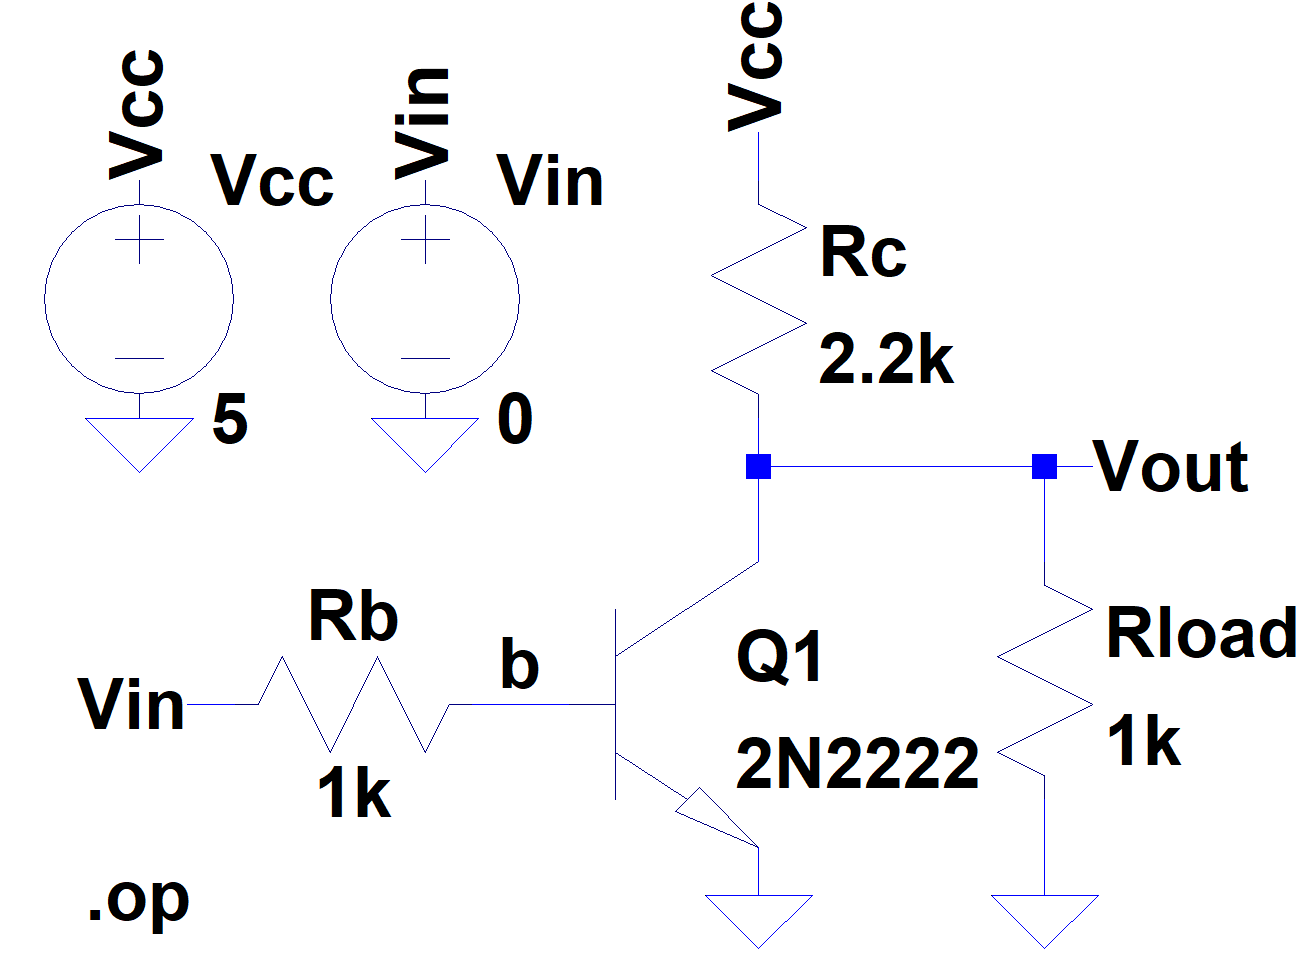 Vcc
Vcc
5
Vin
Vin
0
Vcc
Rc
2.2k
Vout
Rb
1k
Vin
b
Q1
2N2222
Rload
1k
.op